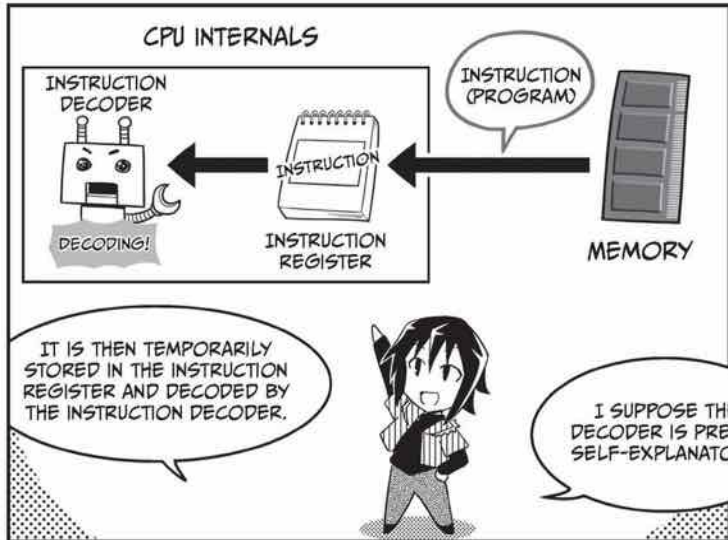 CPU INTERNALS
INSTRUCTION
DECODER
DECODING!
INSTRUCTION
INSTRUCTION
REGISTER
INSTRUCTION
(PROGRAM)
MEMORY
IT IS THEN TEMPORARILY
STORED IN THE INSTRUCTION
REGISTER AND DECODED BY
THE INSTRUCTION DECODER.
I SUPPOSE
DECODER IS